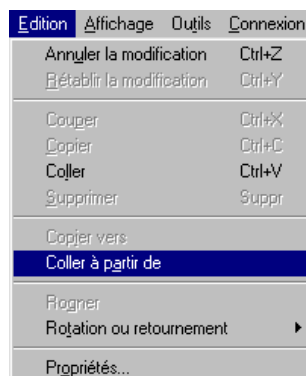 Edition Affichage Outils Connexion
Annuler la modification Ctrl+Z
Rétablir la modification Ctrl+Y
Couper Ctrl+X
Copier Ctrl+C
Coller Ctrl+V
Supprimer Suppr
Copier vers
Coller à partir de
Rogner
Rotation ou retournement
Propriétés...